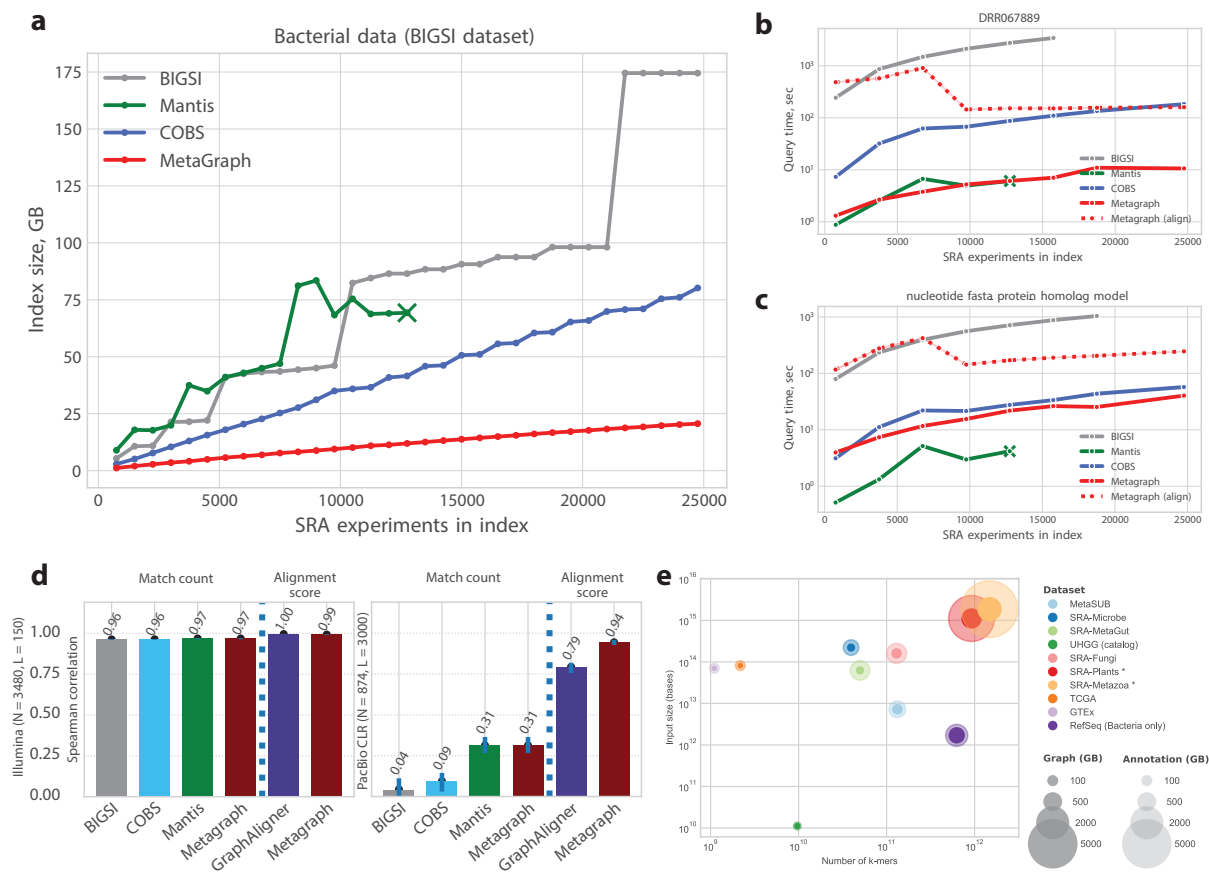 a
Bacterial data (BIGSI dataset)
Index size, GB
175
150
125
100
75
50
25
0
BIGSI
Mantis
COBS
MetaGraph
0
5000
10000
15000
20000
25000
SRA experiments in index
b
DRR067889
Query time, sec
10³
10²
10¹
10⁰
BIGSI
Mantis
COBS
Metagraph
Metagraph (align)
0
5000
10000
15000
20000
25000
SRA experiments in index
c
nucleotide fasta protein homolog model
Query time, sec
10³
10²
10¹
10⁰
BIGSI
Mantis
COBS
Metagraph
Metagraph (align)
0
5000
10000
15000
20000
25000
SRA experiments in index
d
Match count
Alignment
score
Illumina (N = 3480, L = 150)
Spearman correlation
1.00
0.75
0.50
0.25
0.00
0.96
0.96
0.97
0.97
1.00
0.99
BIGSI
COBS
Mantis
Metagraph
GraphAligner
Metagraph
Match count
Alignment
score
PacBio CLR (N = 874, L = 3000)
0.04
0.09
0.31
0.31
0.79
0.94
BIGSI
COBS
Mantis
Metagraph
GraphAligner
Metagraph
e
Input size (bases)
10¹⁶
10¹⁵
10¹⁴
10¹³
10¹²
10¹¹
10¹⁰
10⁹
10¹⁰
10¹¹
10¹²
Number of k-mers
Dataset
MetaSUB
SRA-Microbe
SRA-MetaGut
UHGG (catalog)
SRA-Fungi
SRA-Plants *
SRA-Metazoa *
TCGA
GTEx
RefSeq (Bacteria only)
Graph (GB)
100
500
2000
5000
Annotation (GB)
100
500
2000
5000